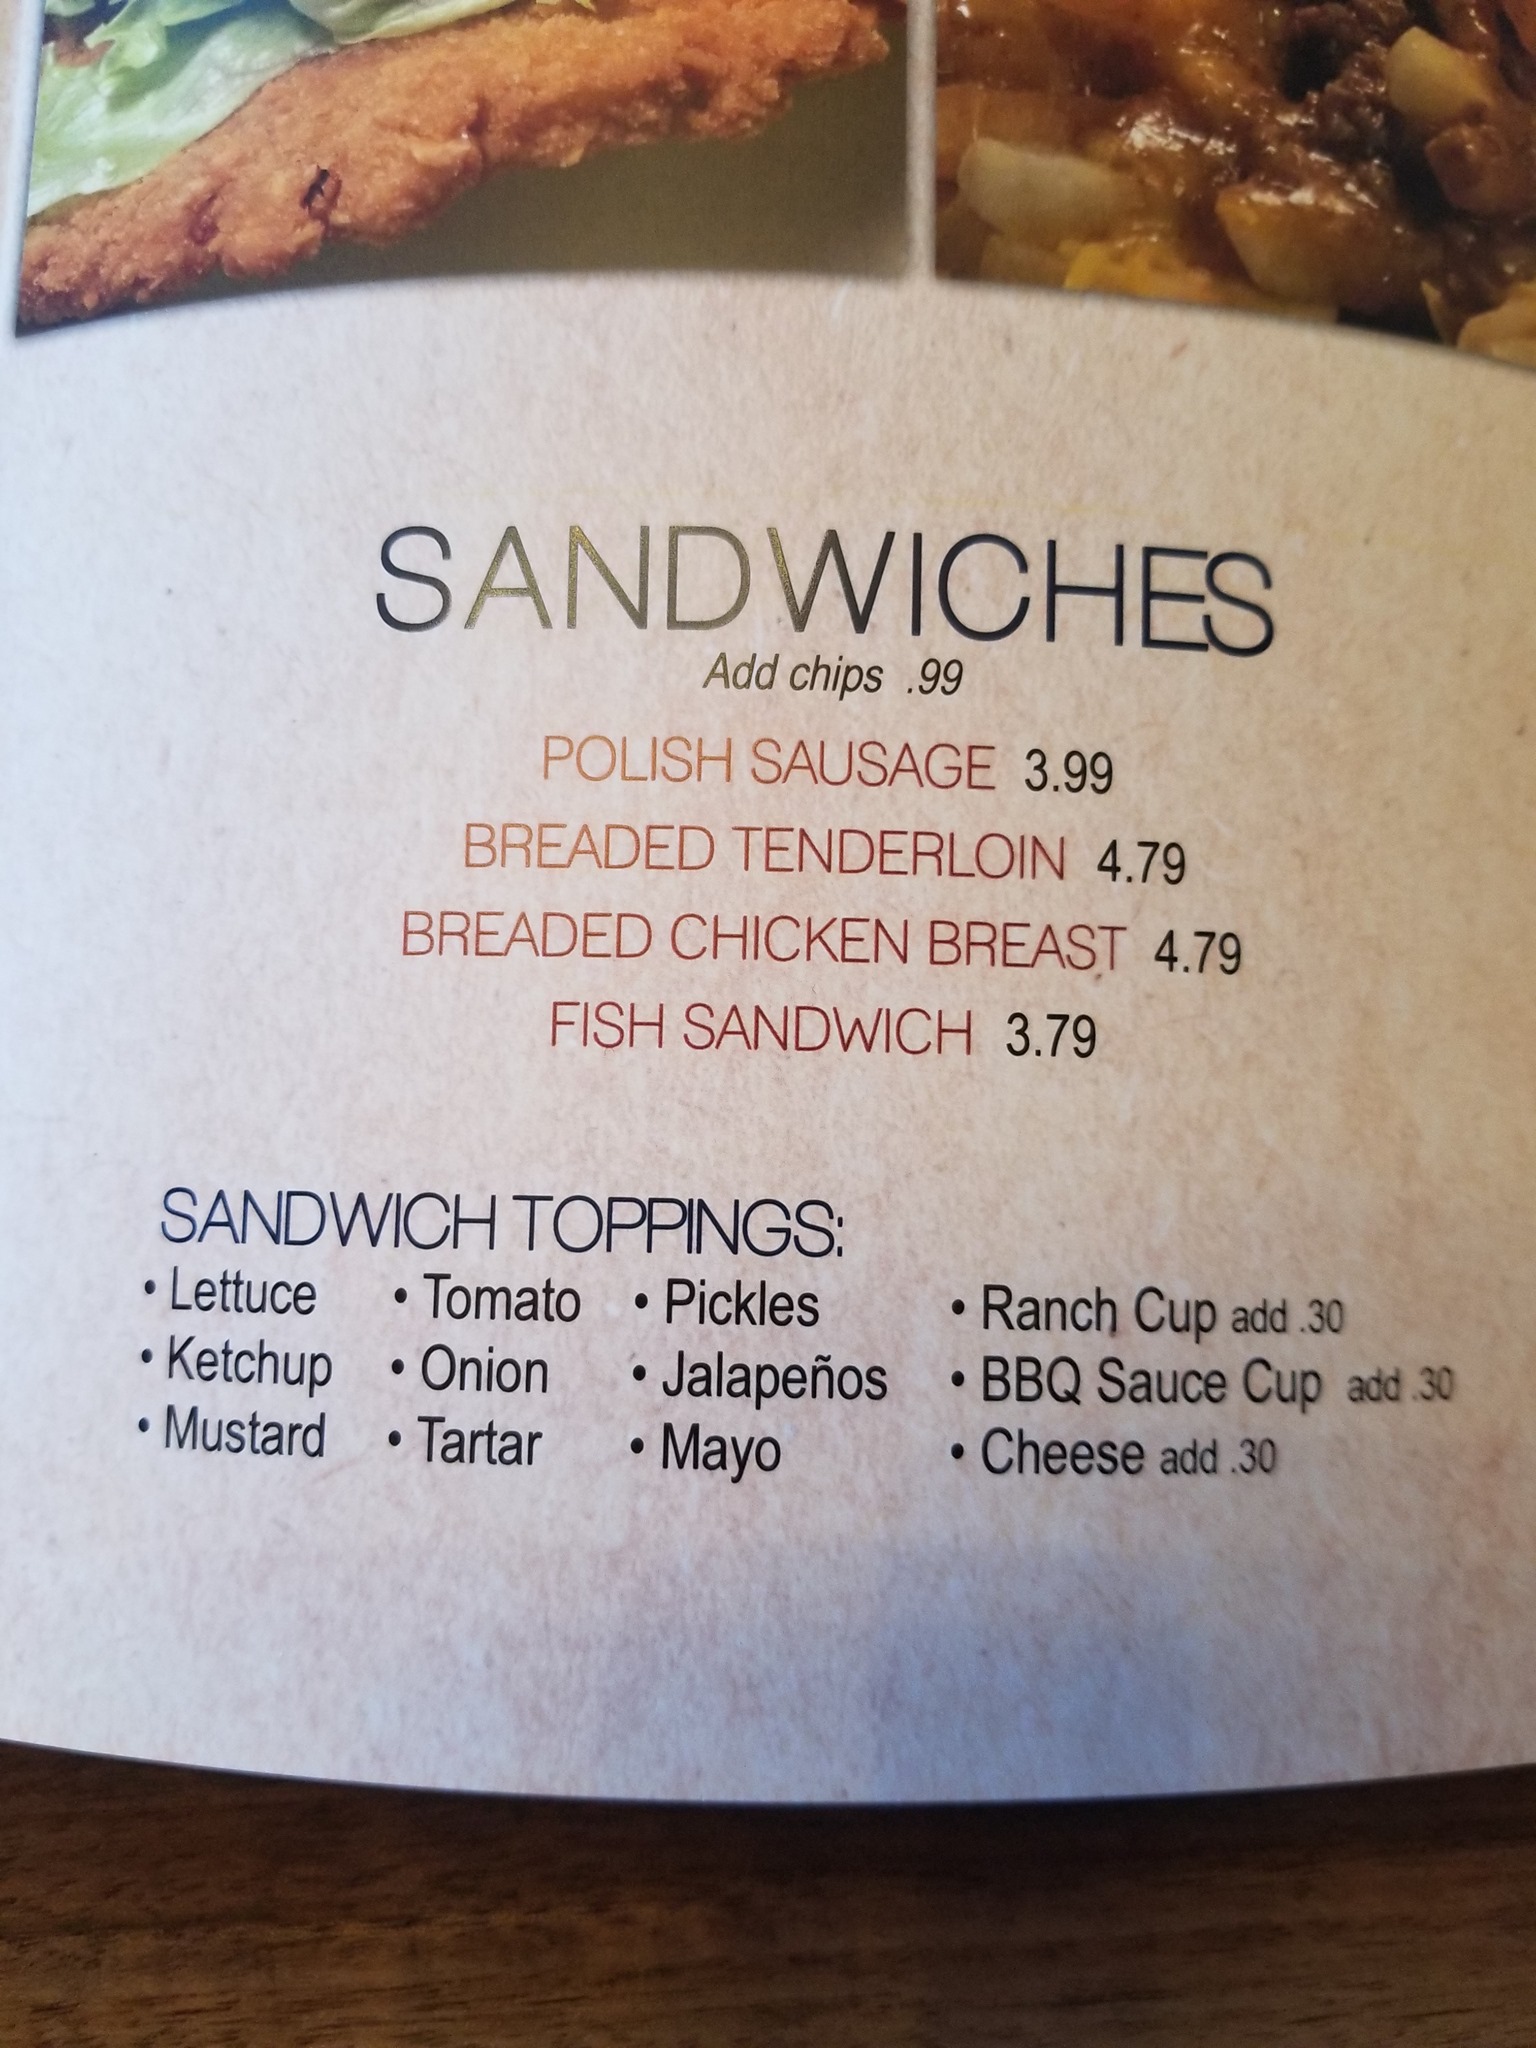 SANDWICHES
Add chips .99
POLISH SAUSAGE 3.99
BREADED TENDERLOIN 4.79
BREADED CHICKEN BREAST 4.79
FISH SANDWICH 3.79
SANDWICH TOPPINGS:
• Lettuce • Tomato • Pickles • Ranch Cup add .30
• Ketchup • Onion • Jalapeños • BBQ Sauce Cup add .30
• Mustard • Tartar • Mayo • Cheese add .30